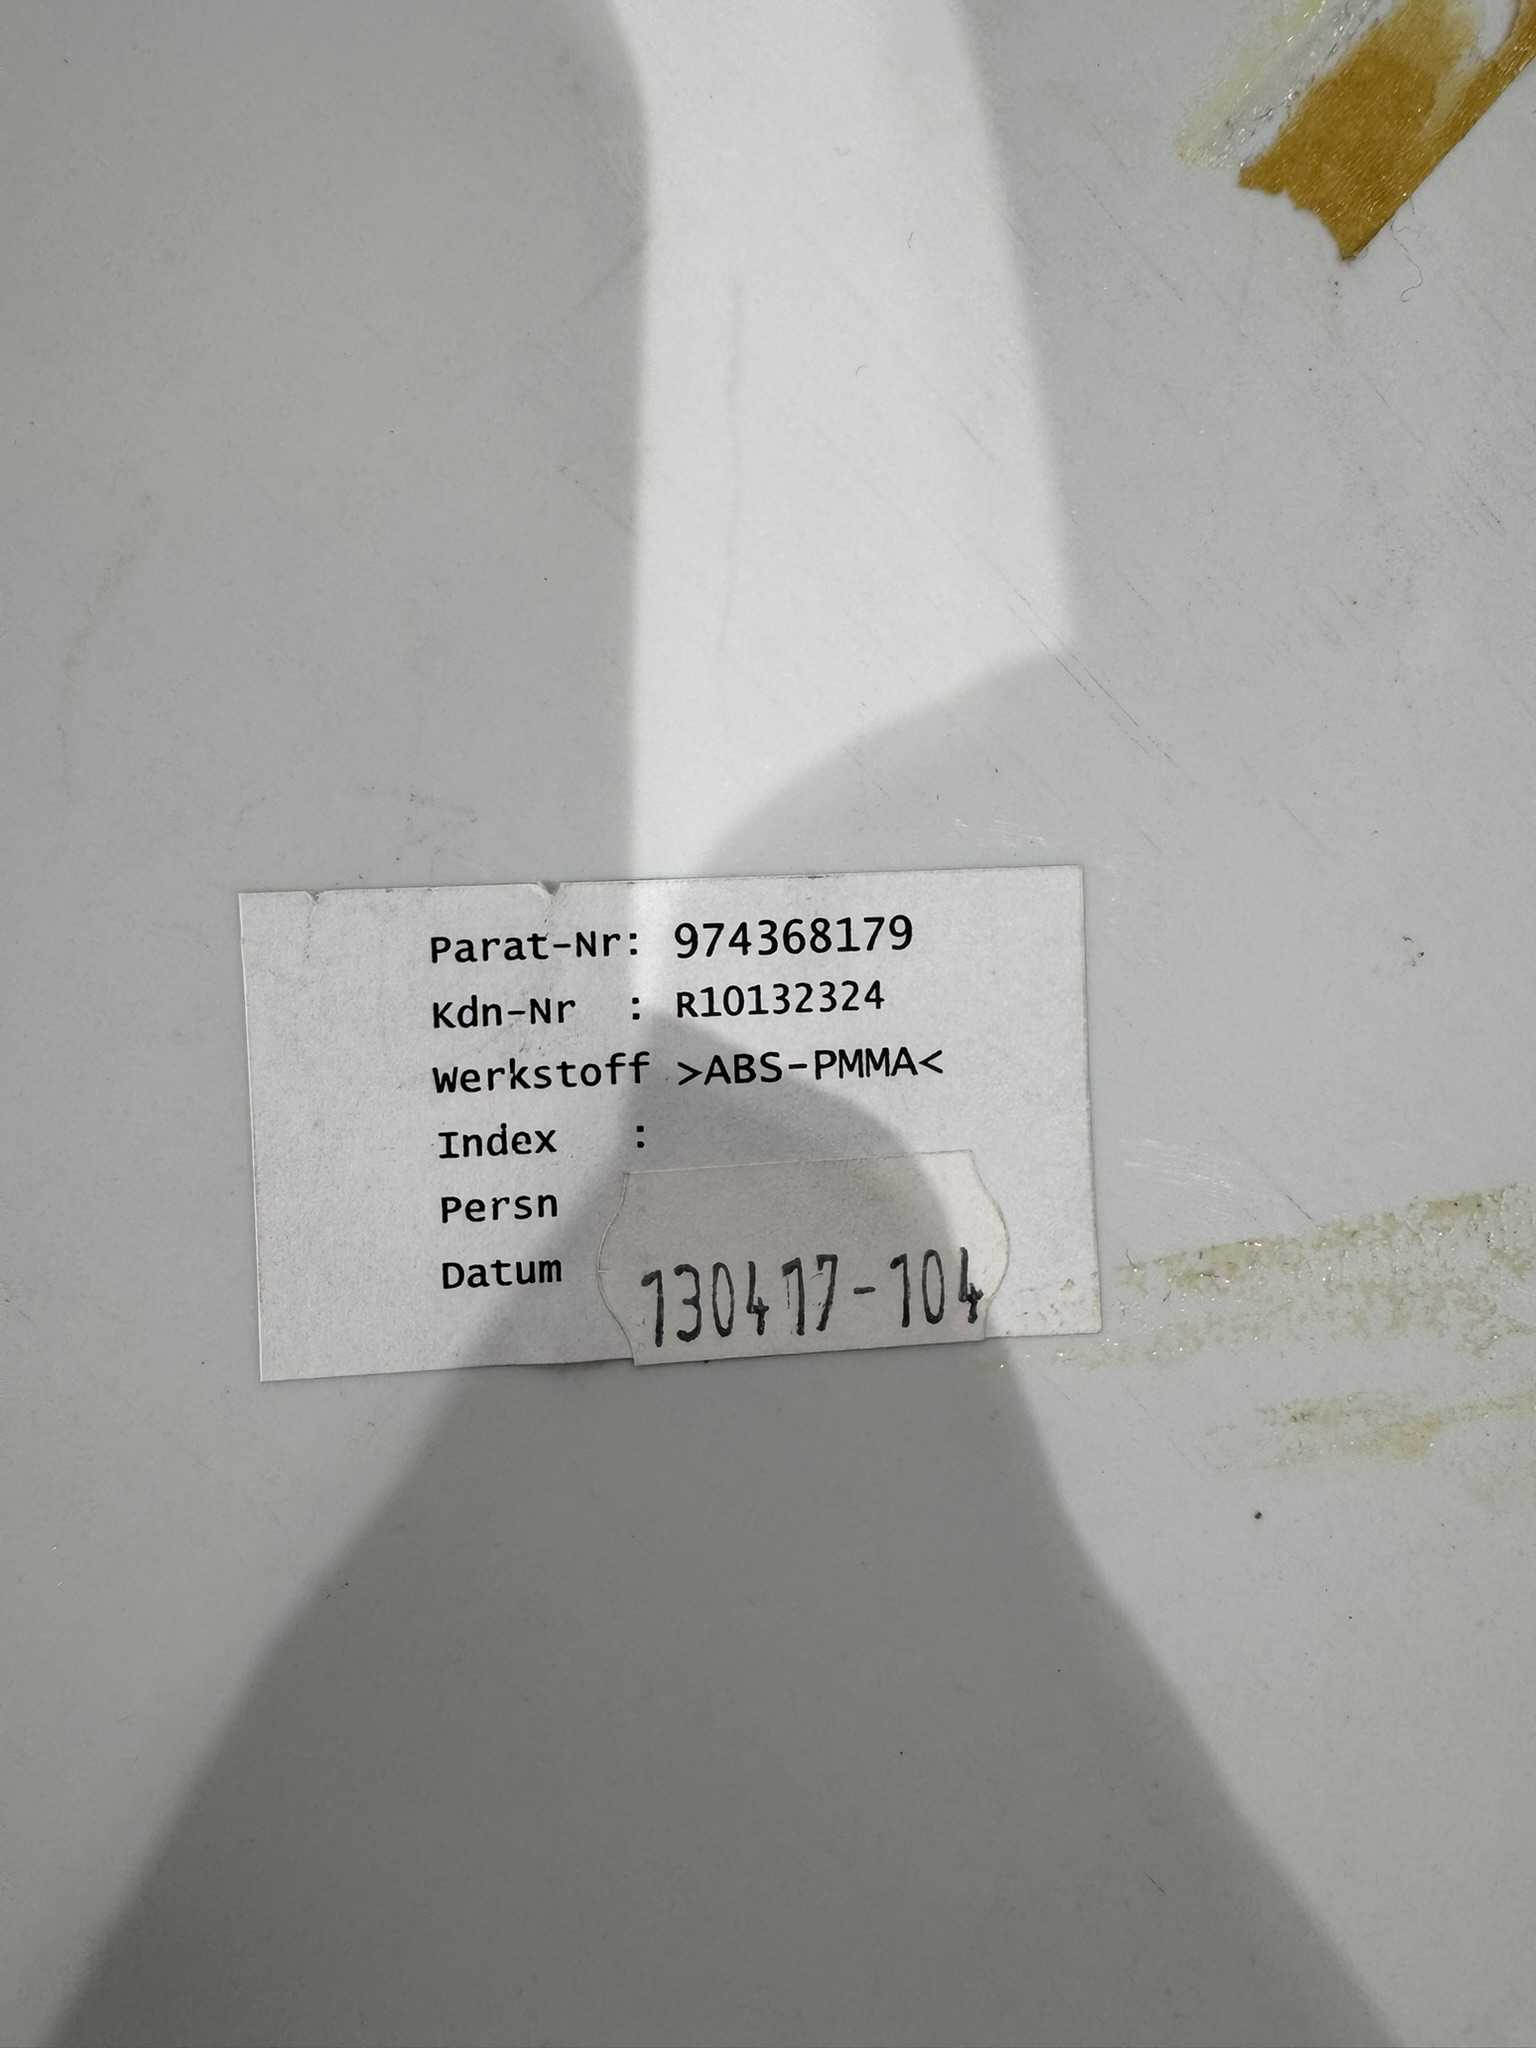 Parat-Nr: 974368179
Kdn-Nr : R10132324
Werkstoff >ABS-PMMA<
Index :
Persn
Datum 130417-104